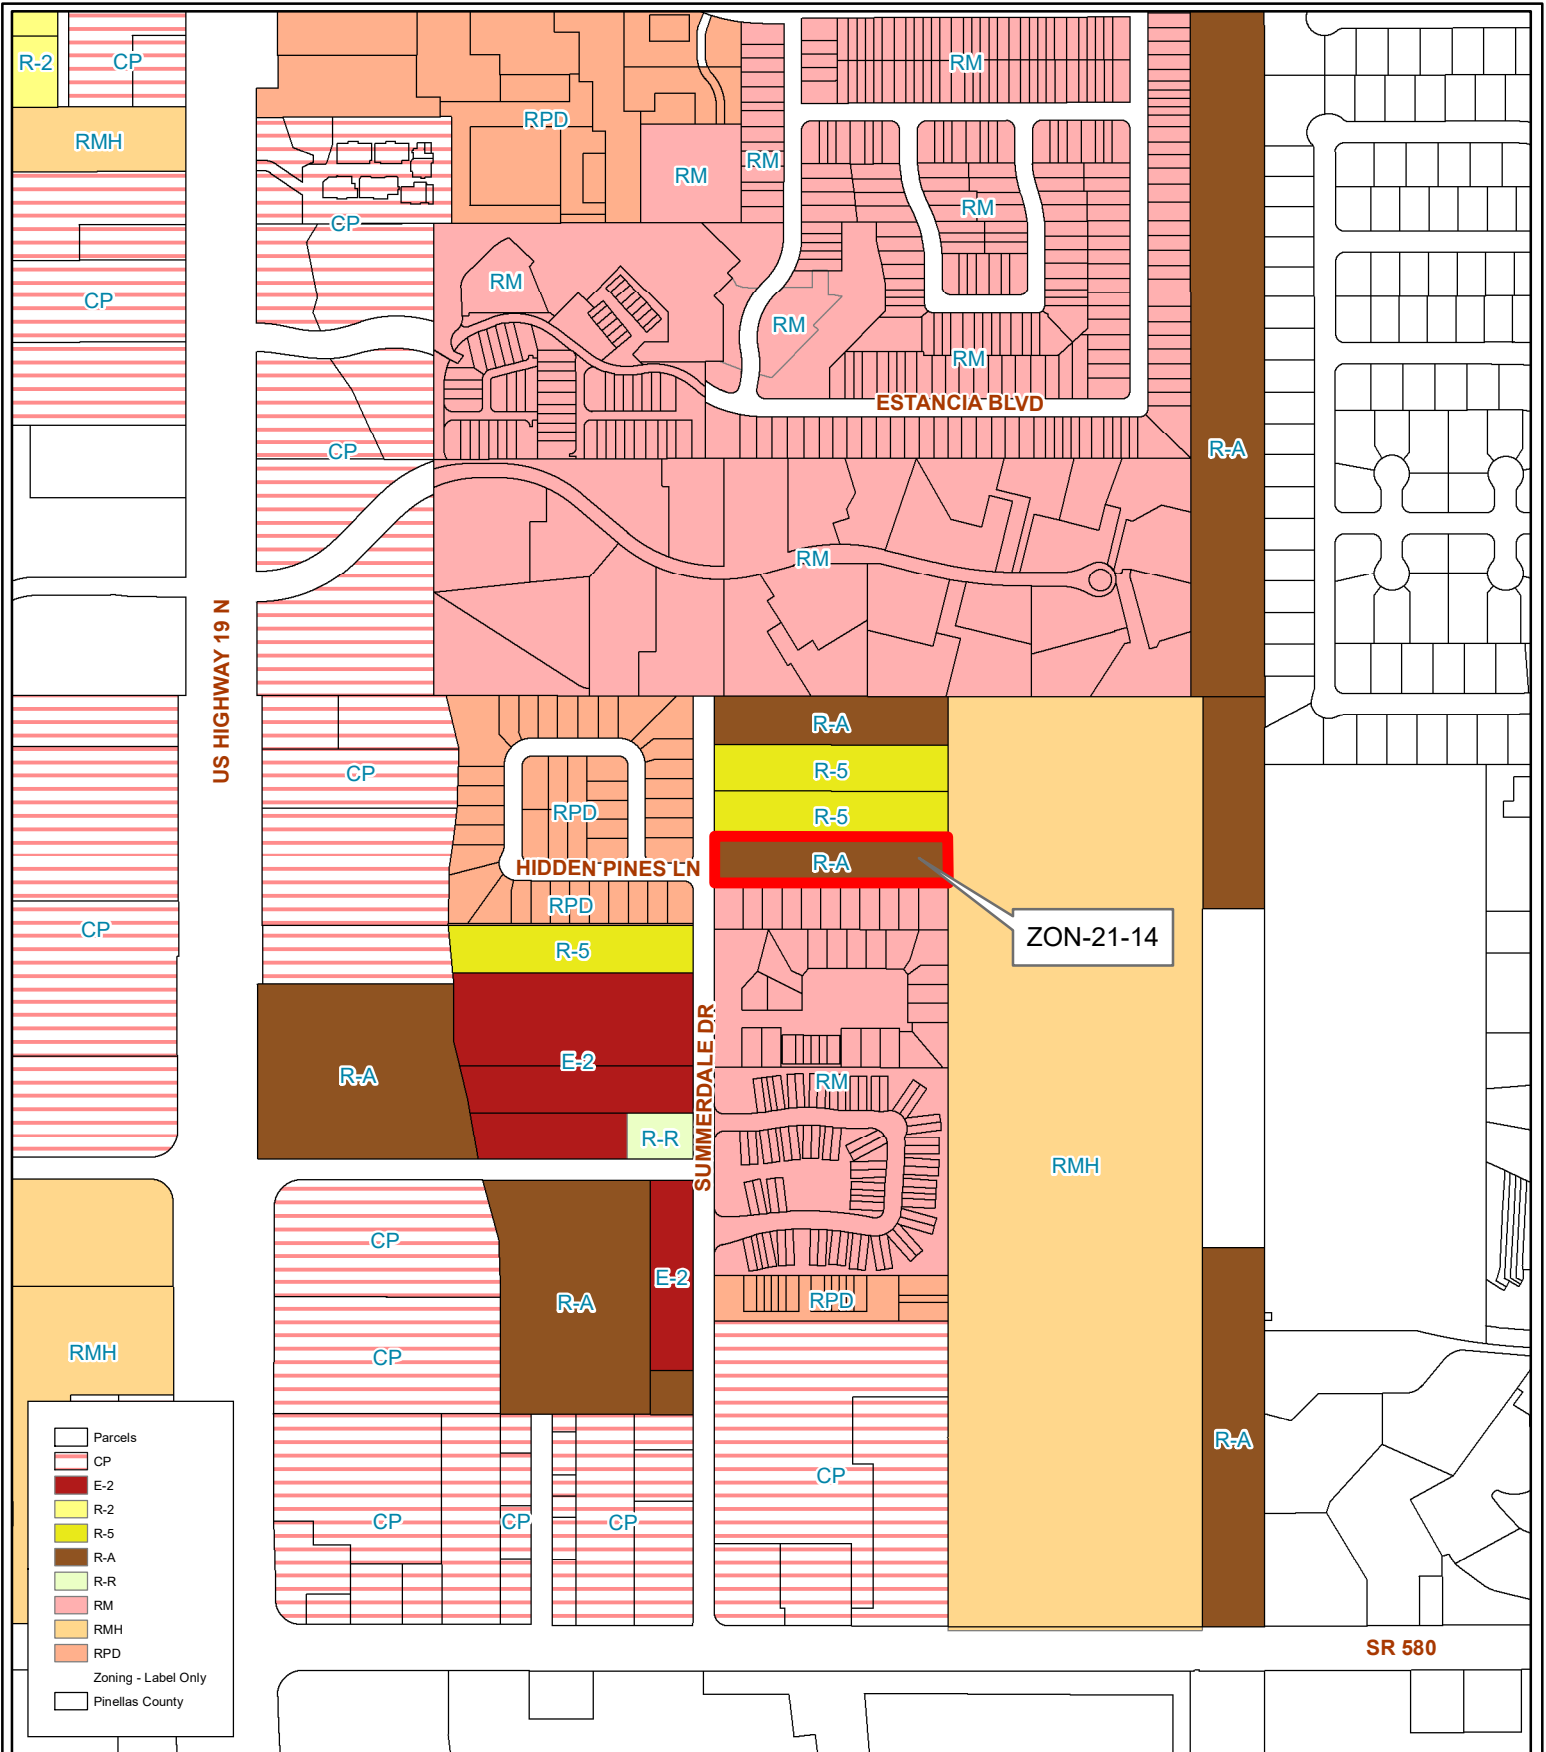 R-2
CP
RM
RPD
RMH
RM
RM
RM
CP
RM
CP
RM
RM
ESTANCIA BLVD
CP
R-A
RM
US HIGHWAY 19 N
R-A
CP
R-5
RPD
R-5
HIDDEN PINES LN
R-A
RPD
CP
ZON-21-14
R-5
SUMMERDALE DR
E-2
R-A
RM
R-R
RMH
CP
E-2
R-A
RPD
RMH
CP
R-A
CP
CP
CP
CP
Parcels
CP
E-2
R-2
R-5
R-A
R-R
RM
RMH
RPD
Zoning - Label Only
Pinellas County
SR 580